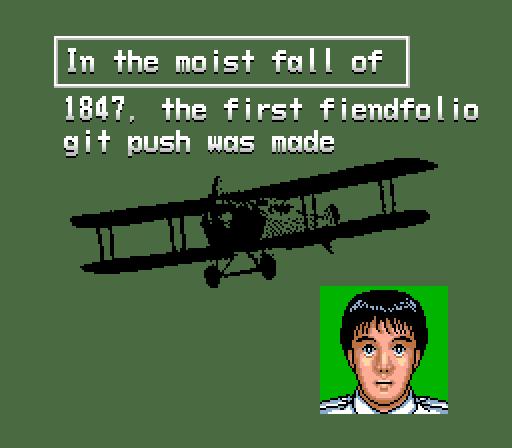 In the moist fall of
1847, the first fiendfolio
git push was made